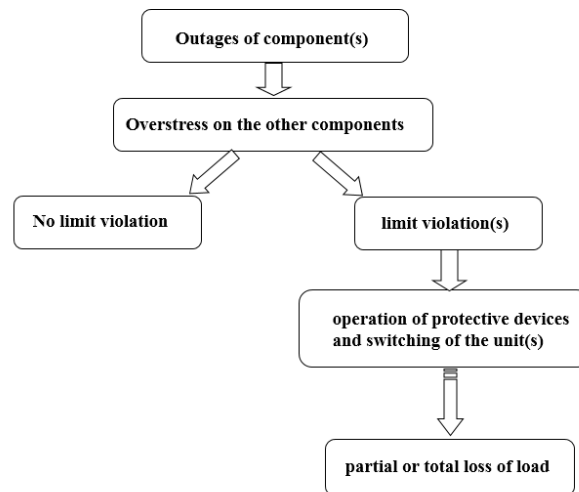 Outages of component(s)
Overstress on the other components
No limit violation
limit violation(s)
operation of protective devices
and switching of the unit(s)
partial or total loss of load